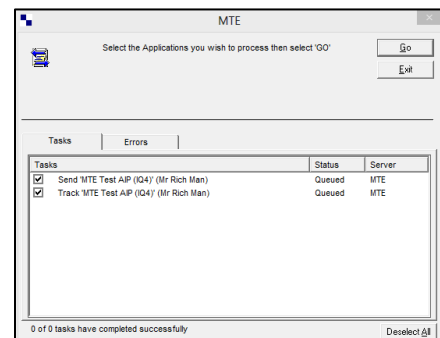 MTE
Select the Applications you wish to process then select 'GO'
Go
Exit
Tasks Errors
Tasks Status Server
Send 'MTE Test AIP (IQ4)' (Mr Rich Man) Queued MTE
Track 'MTE Test AIP (IQ4)' (Mr Rich Man) Queued MTE
0 of 0 tasks have completed successfully
Deselect All